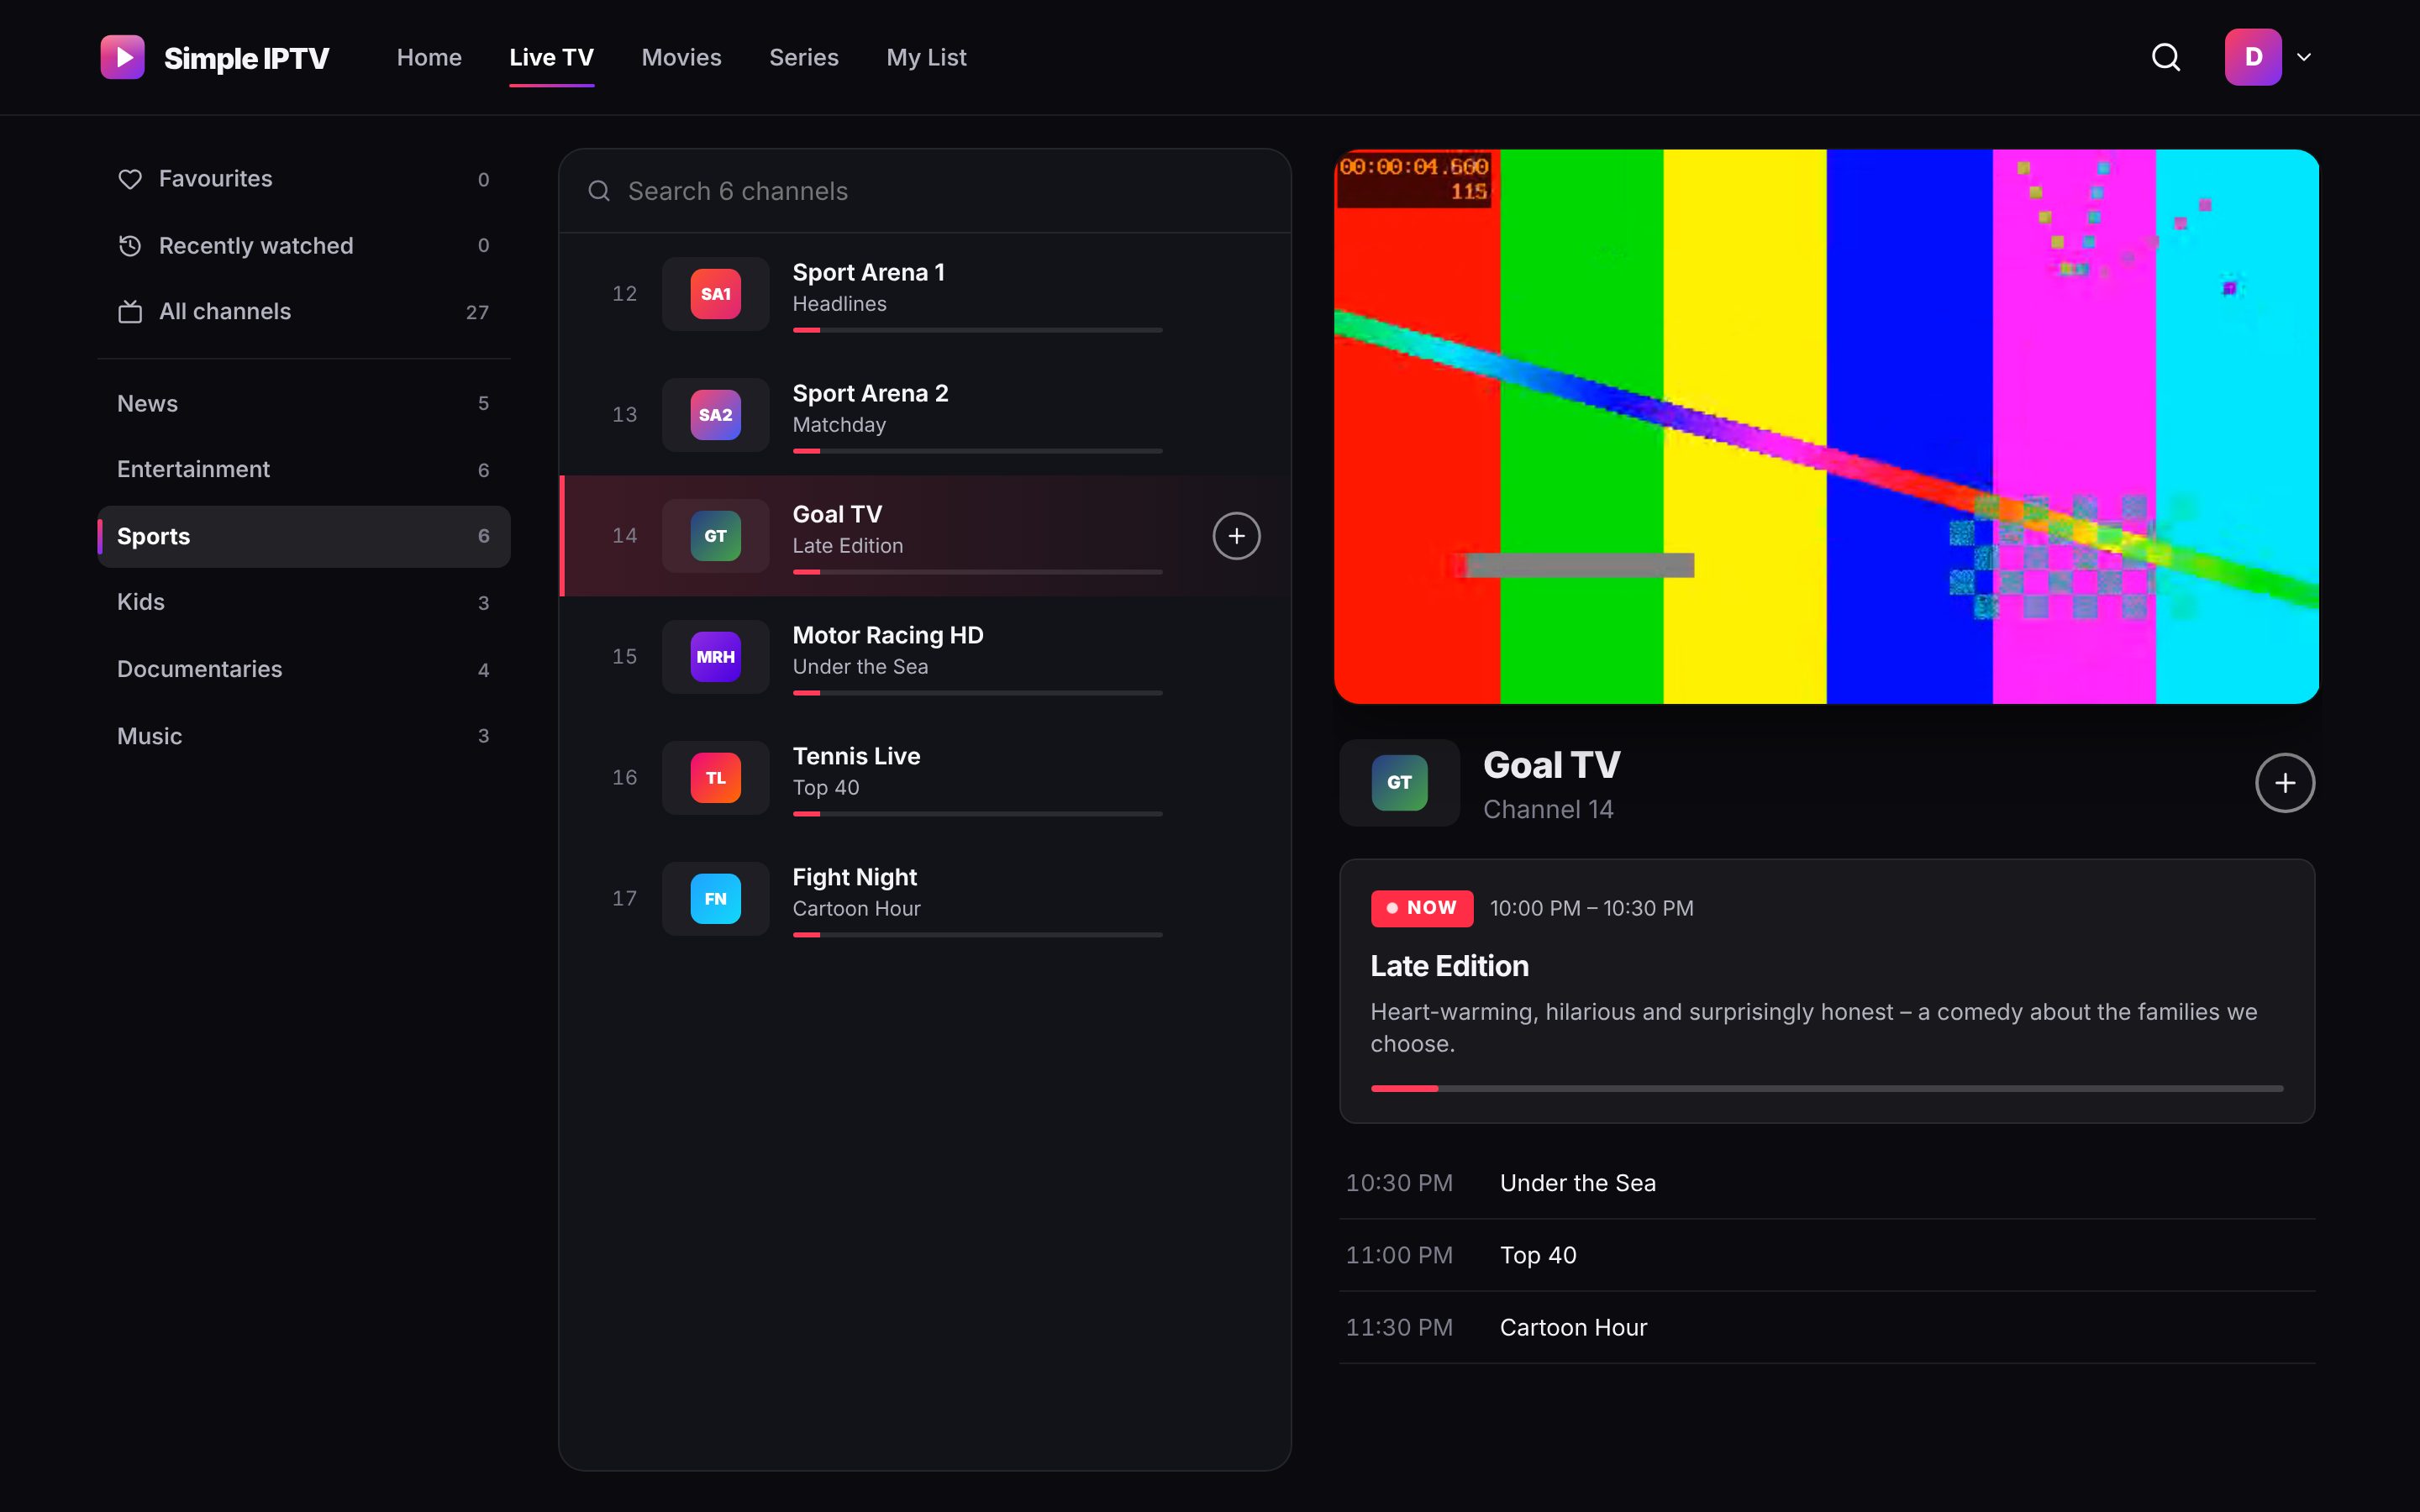 Simple IPTV
Home
Live TV
Movies
Series
My List
D
Favourites 0
Recently watched 0
All channels 27
News 5
Entertainment 6
Sports 6
Kids 3
Documentaries 4
Music 3
Search 6 channels
12 SA1 Sport Arena 1
Headlines
13 SA2 Sport Arena 2
Matchday
14 GT Goal TV
Late Edition
15 MRH Motor Racing HD
Under the Sea
16 TL Tennis Live
Top 40
17 FN Fight Night
Cartoon Hour
115
GT Goal TV
Channel 14
NOW 10:00 PM – 10:30 PM
Late Edition
Heart-warming, hilarious and surprisingly honest – a comedy about the families we
choose.
10:30 PM Under the Sea
11:00 PM Top 40
11:30 PM Cartoon Hour